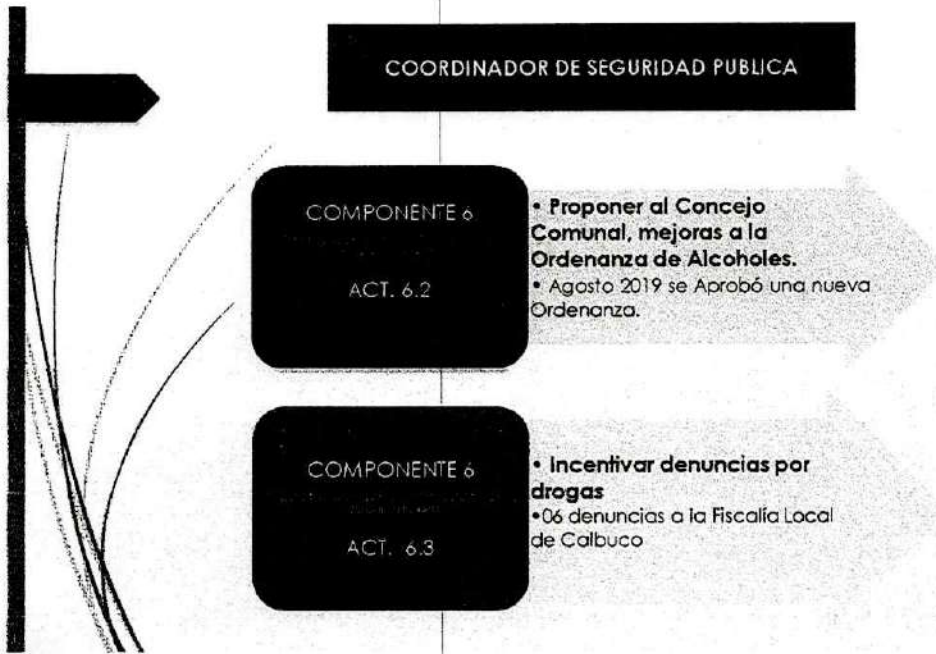 COORDINADOR DE SEGURIDAD PUBLICA
COMPONENTE 6
ACT. 6.2
• Proponer al Concejo
Comunal, mejoras a la
Ordenanza de Alcoholes.
• Agosto 2019 se Aprobó una nueva
Ordenanza.
COMPONENTE 6
ACT. 6.3
• Incentivar denuncias por
drogas
•06 denuncias a la Fiscalía Local
de Calbuco